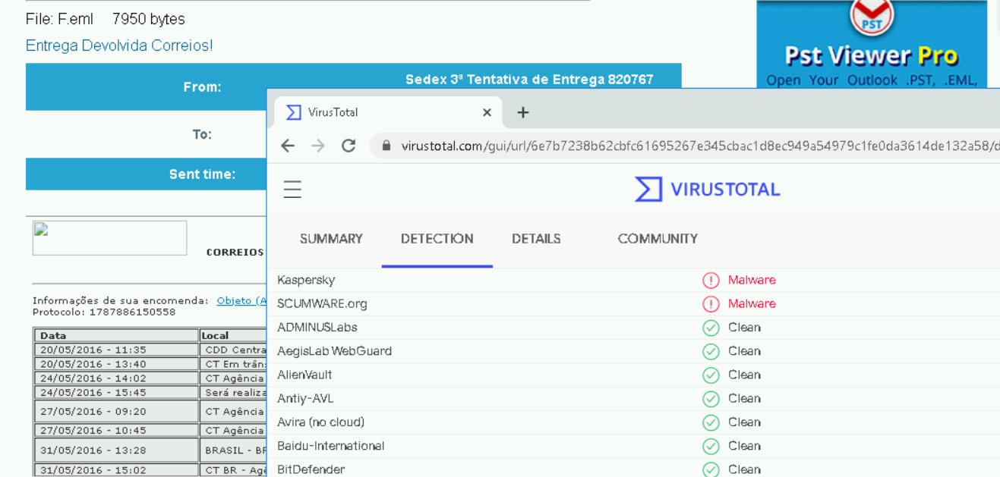 File: F.eml 7950 bytes
Entrega Devolvida Correios!
From: Sedex 3ª Tentativa de Entrega 820767
To:
Sent time:
PST
Pst Viewer Pro
Open Your Outlook .PST, .EML,
CORREIOS
Informações de sua encomenda: Objeto (A
Protocolo: 1787886150558
Data Local
20/05/2016 - 11:35 CDD Centra
20/05/2016 - 13:40 CT Em trâns
24/05/2016 - 14:02 CT Agência
24/05/2016 - 15:45 Será realiza
27/05/2016 - 09:20 CT Agência
27/05/2016 - 10:45 CT Agência
31/05/2016 - 13:28 BRASIL - BR
31/05/2016 - 15:02 CT BR - Agê
VirusTotal
virustotal.com/gui/url/6e7b7238b62cbfc61695267e345cbac1d8ec949a54979c1fe0da3614de132a58/d
VIRUSTOTAL
SUMMARY DETECTION DETAILS COMMUNITY
Kaspersky Malware
SCUMWARE.org Malware
ADMINUSLabs Clean
AegisLab WebGuard Clean
AlienVault Clean
Antiy-AVL Clean
Avira (no cloud) Clean
Baidu-International Clean
BitDefender Clean